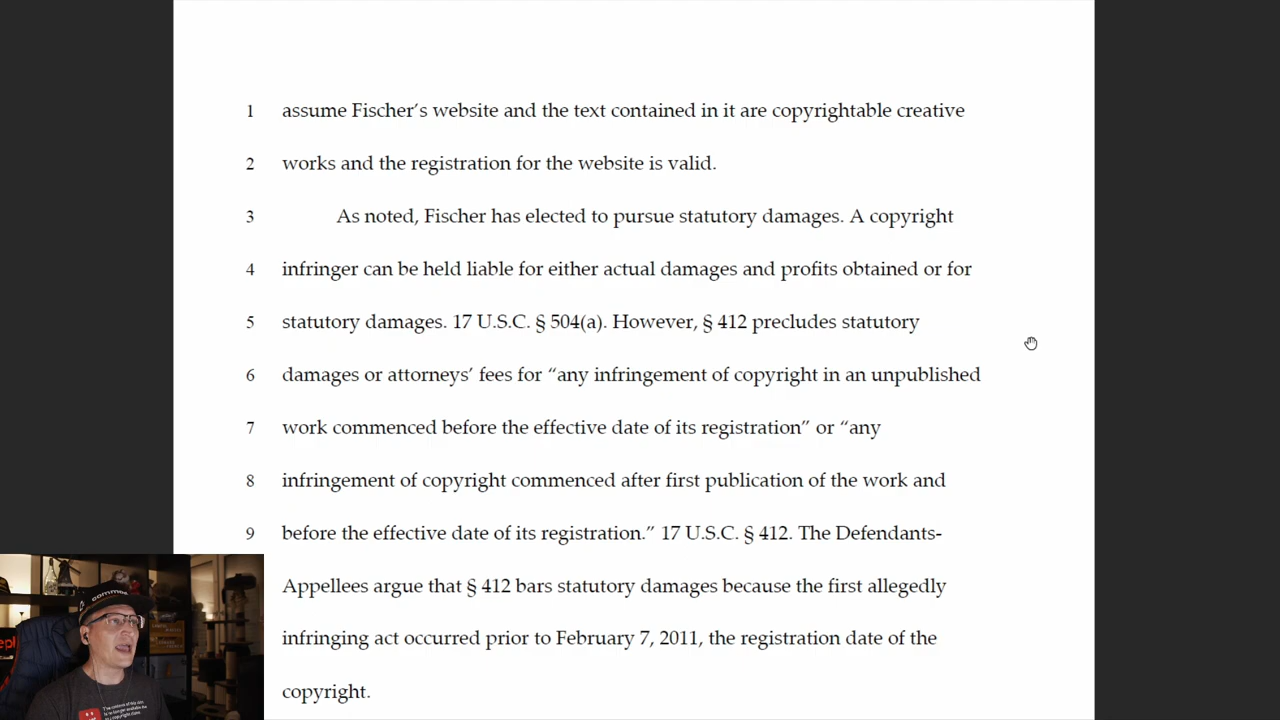 1 assume Fischer's website and the text contained in it are copyrightable creative
2 works and the registration for the website is valid.
3 As noted, Fischer has elected to pursue statutory damages. A copyright
4 infringer can be held liable for either actual damages and profits obtained or for
5 statutory damages. 17 U.S.C. § 504(a). However, § 412 precludes statutory
6 damages or attorneys' fees for “any infringement of copyright in an unpublished
7 work commenced before the effective date of its registration” or “any
8 infringement of copyright commenced after first publication of the work and
9 before the effective date of its registration.” 17 U.S.C. § 412. The Defendants-
Appellees argue that § 412 bars statutory damages because the first allegedly
infringing act occurred prior to February 7, 2011, the registration date of the
copyright.